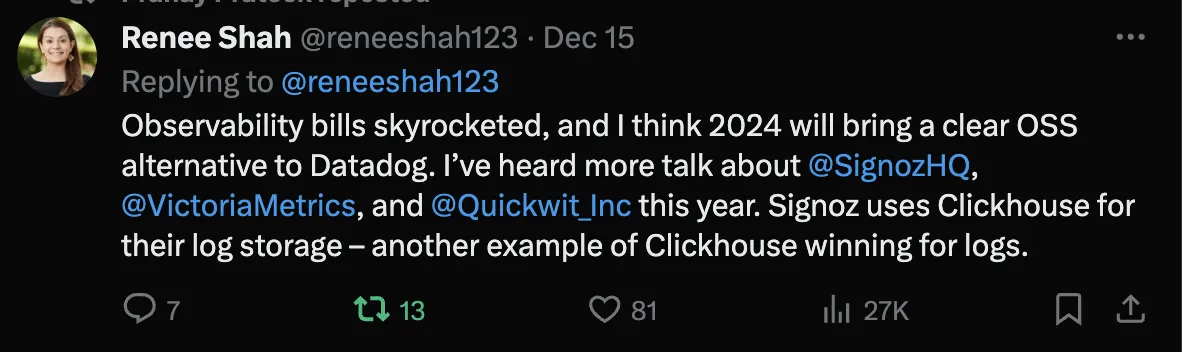 Pranay Prateek reposted
Renee Shah @reneeshah123 · Dec 15
Replying to @reneeshah123
Observability bills skyrocketed, and I think 2024 will bring a clear OSS
alternative to Datadog. I’ve heard more talk about @SignozHQ,
@VictoriaMetrics, and @Quickwit_Inc this year. Signoz uses Clickhouse for
their log storage – another example of Clickhouse winning for logs.
7 13 81 27K